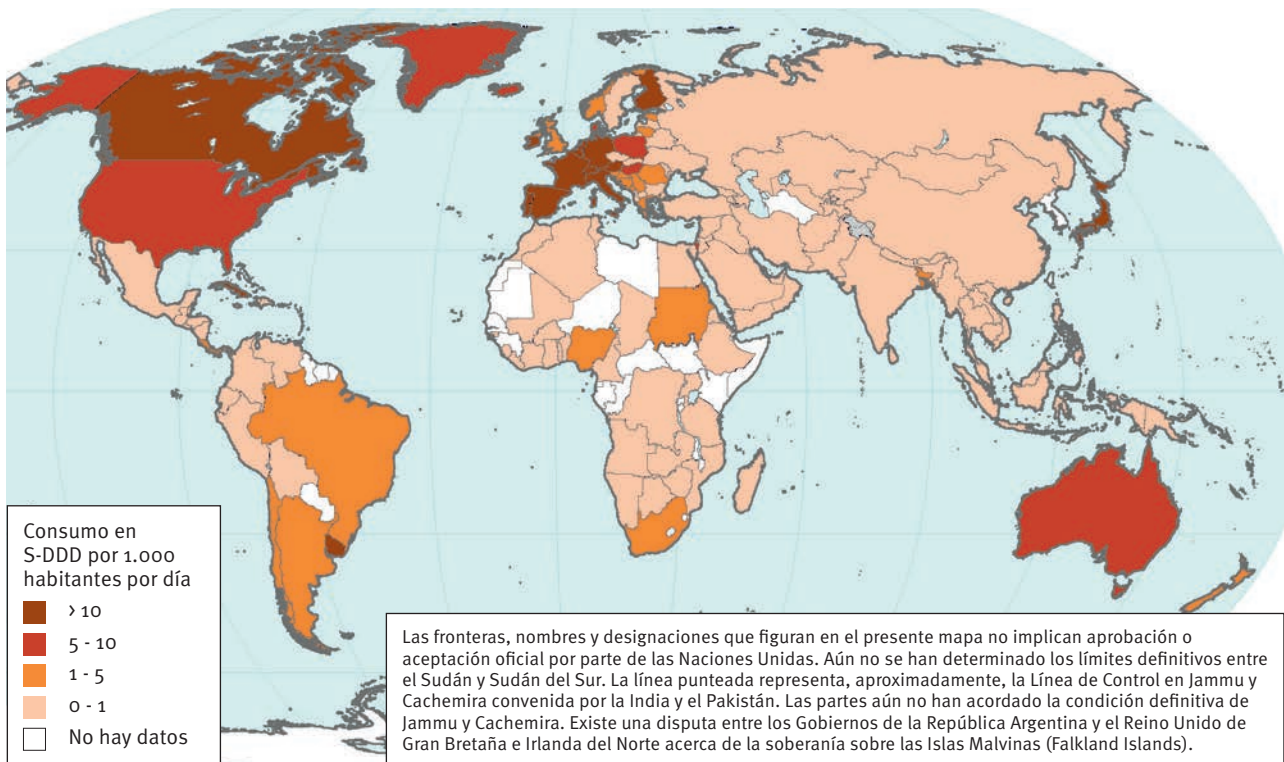 Consumo en
S-DDD por 1.000
habitantes por día
> 10
5 - 10
1 - 5
0 - 1
No hay datos
Las fronteras, nombres y designaciones que figuran en el presente mapa no implican aprobación o
aceptación oficial por parte de las Naciones Unidas. Aún no se han determinado los límites definitivos entre
el Sudán y Sudán del Sur. La línea punteada representa, aproximadamente, la Línea de Control en Jammu y
Cachemira convenida por la India y el Pakistán. Las partes aún no han acordado la condición definitiva de
Jammu y Cachemira. Existe una disputa entre los Gobiernos de la República Argentina y el Reino Unido de
Gran Bretaña e Irlanda del Norte acerca de la soberanía sobre las Islas Malvinas (Falkland Islands).